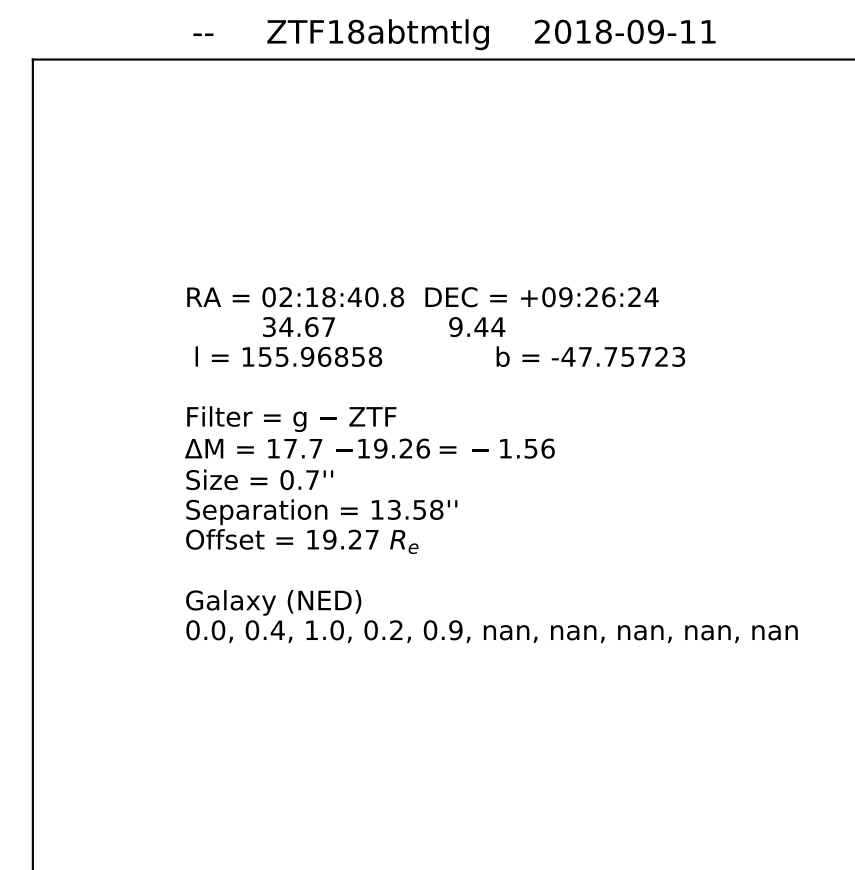 -- ZTF18abtmtlg 2018-09-11
RA = 02:18:40.8 DEC = +09:26:24
34.67 9.44
l = 155.96858 b = -47.75723
Filter = g − ZTF
ΔM = 17.7 −19.26 = − 1.56
Size = 0.7''
Separation = 13.58''
Offset = 19.27 Re
Galaxy (NED)
0.0, 0.4, 1.0, 0.2, 0.9, nan, nan, nan, nan, nan